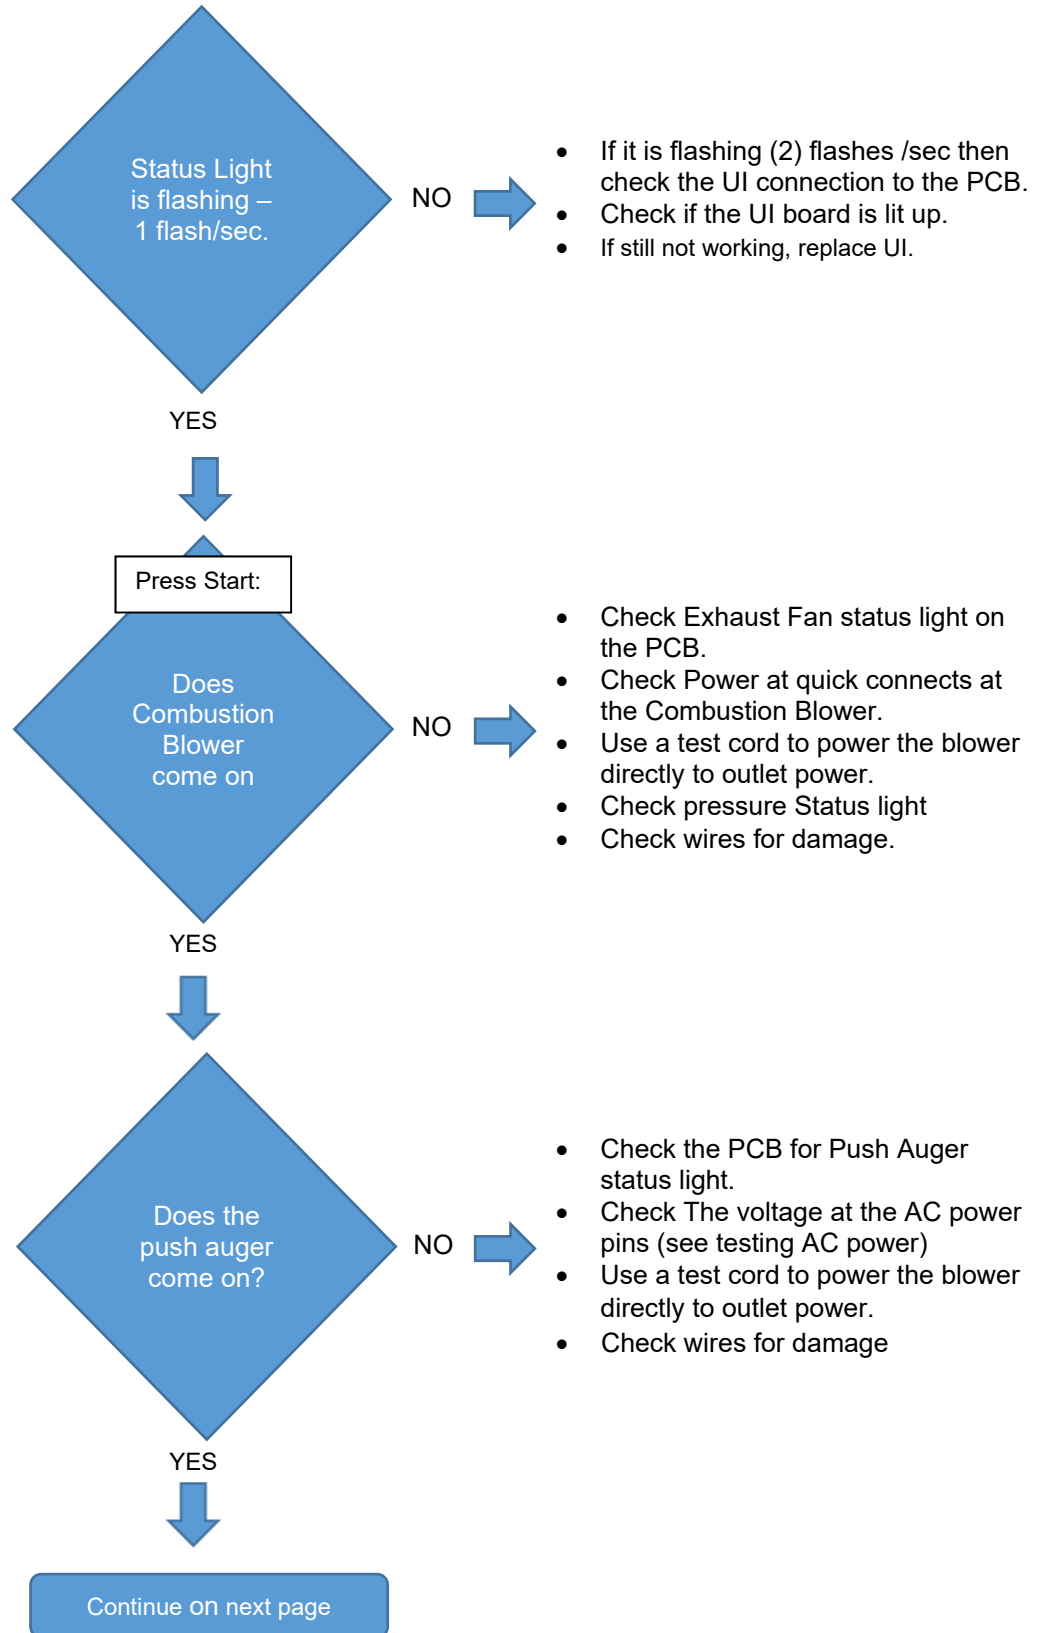 Status Light
is flashing –
1 flash/sec.
NO
• If it is flashing (2) flashes /sec then
check the UI connection to the PCB.
• Check if the UI board is lit up.
• If still not working, replace UI.
YES
Press Start:
Does
Combustion
Blower
come on
NO
• Check Exhaust Fan status light on
the PCB.
• Check Power at quick connects at
the Combustion Blower.
• Use a test cord to power the blower
directly to outlet power.
• Check pressure Status light
• Check wires for damage.
YES
Does the
push auger
come on?
NO
• Check the PCB for Push Auger
status light.
• Check The voltage at the AC power
pins (see testing AC power)
• Use a test cord to power the blower
directly to outlet power.
• Check wires for damage
YES
Continue on next page